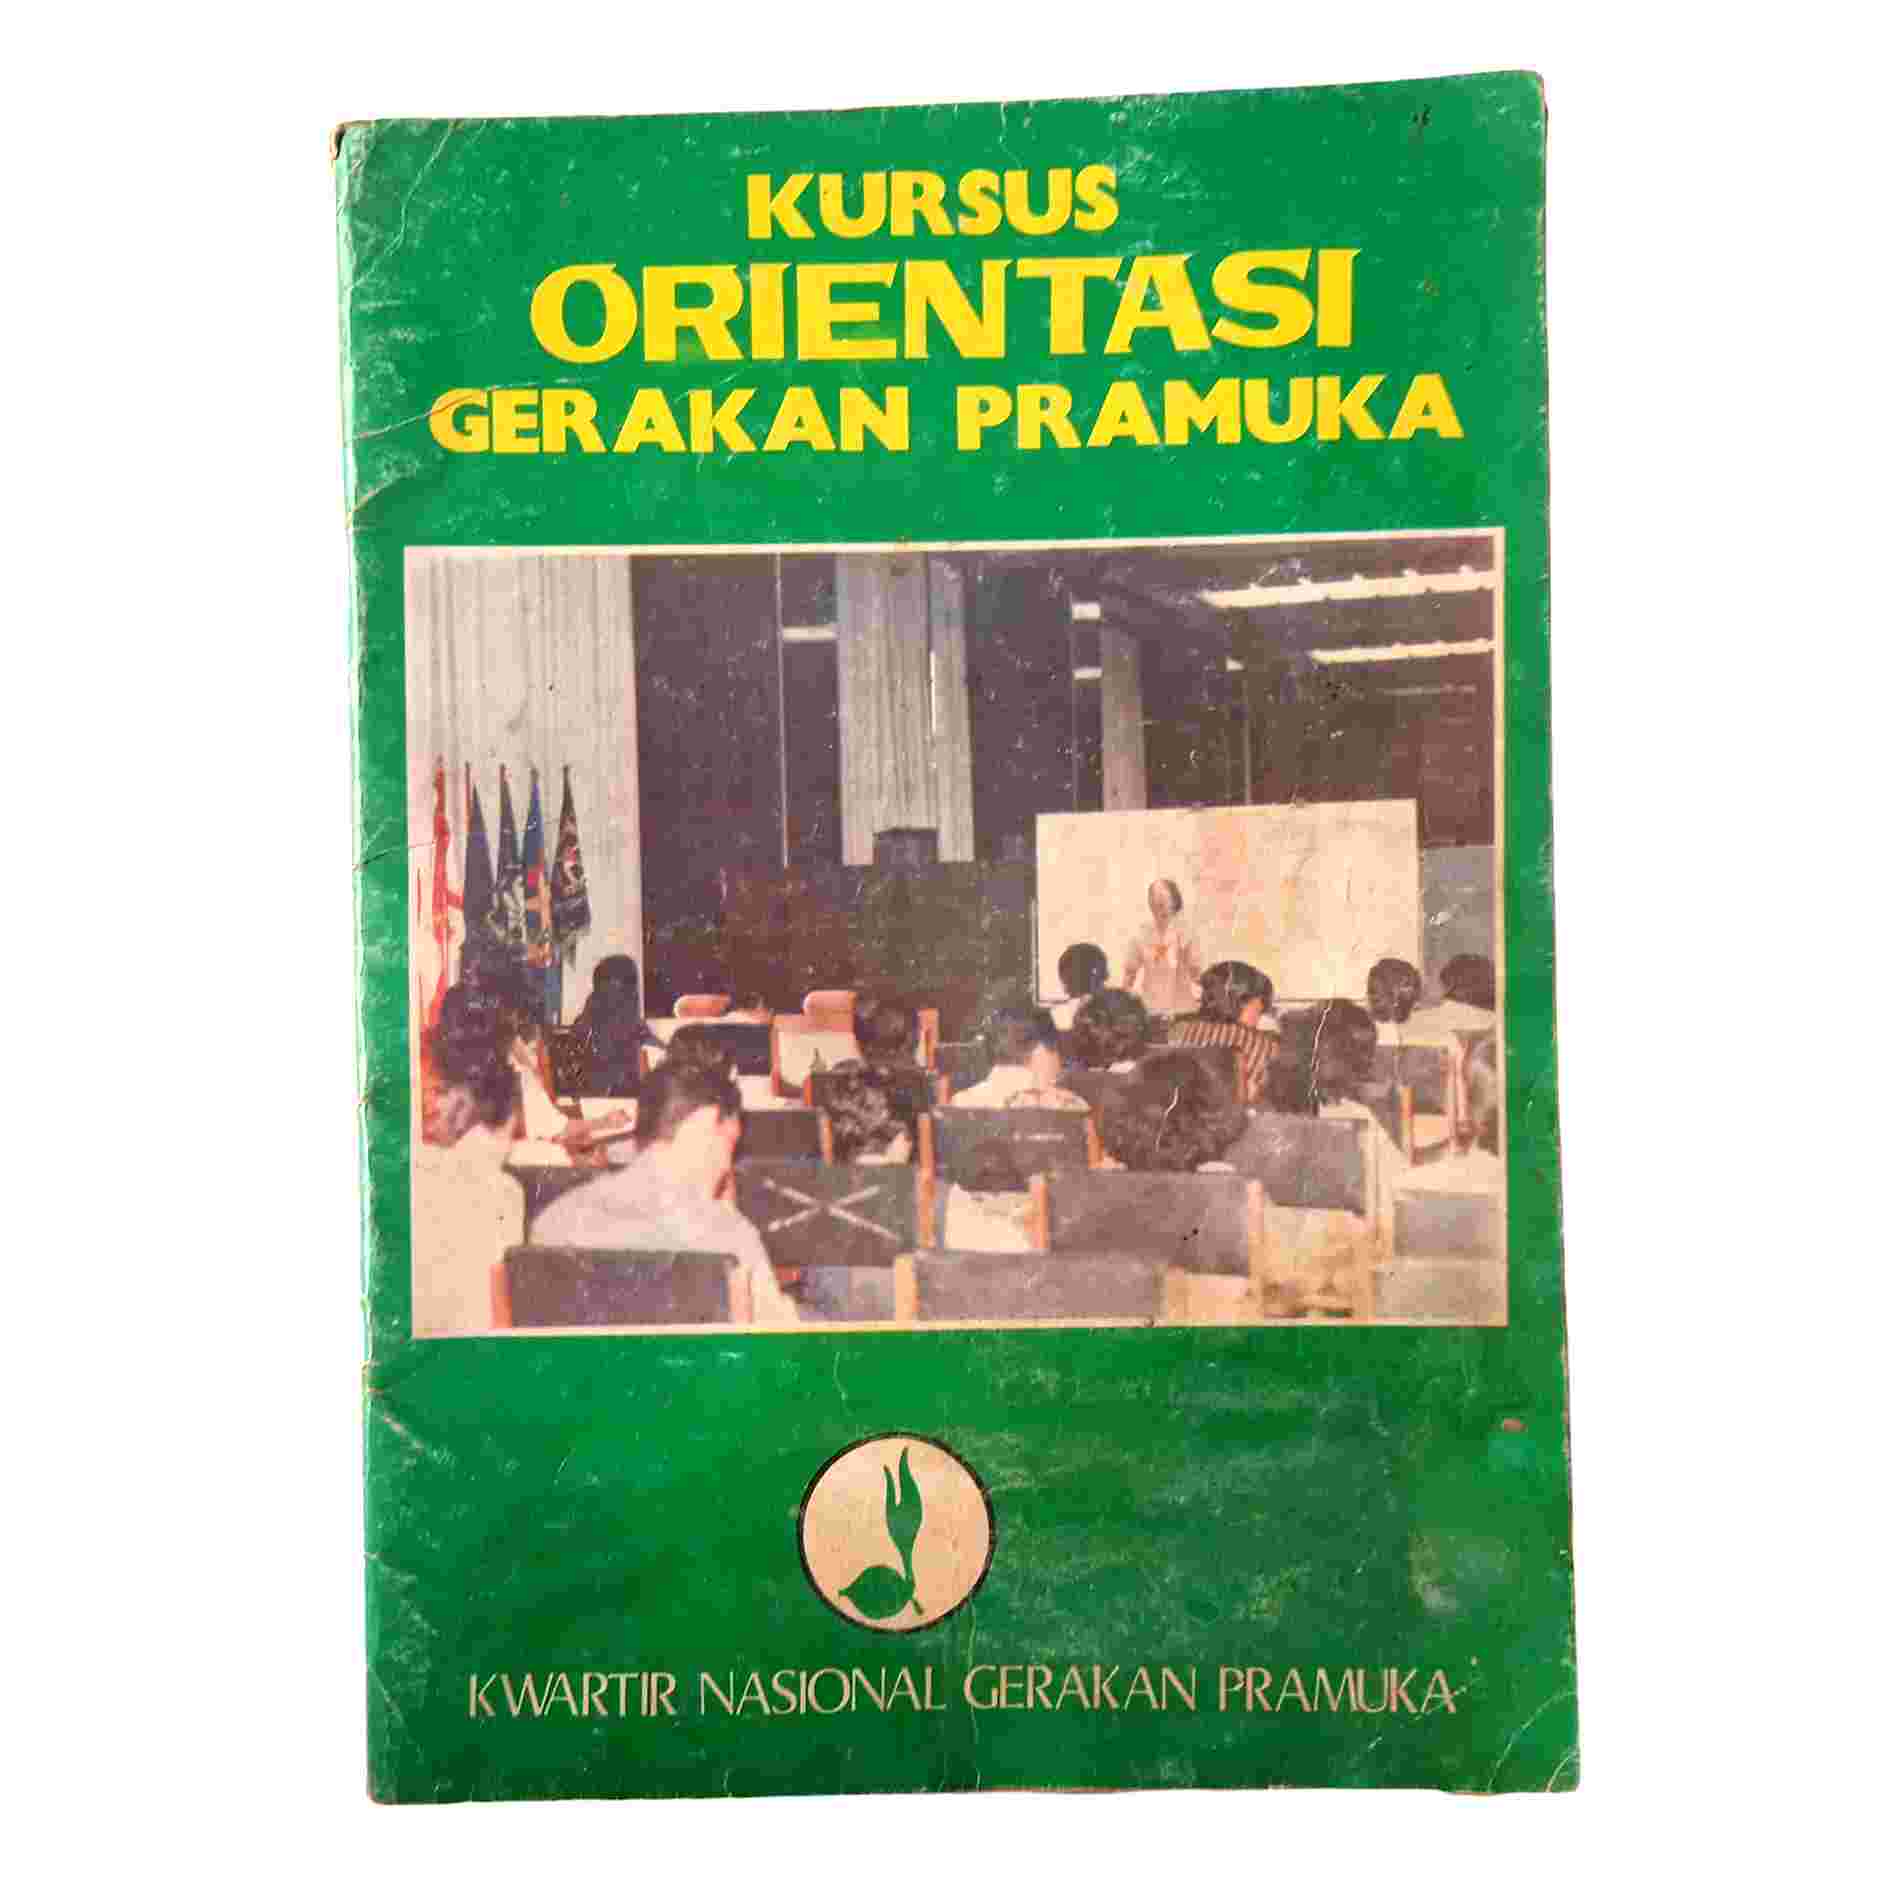 KURSUS
ORIENTASI
GERAKAN PRAMUKA
KWARTIR NASIONAL GERAKAN PRAMUKA